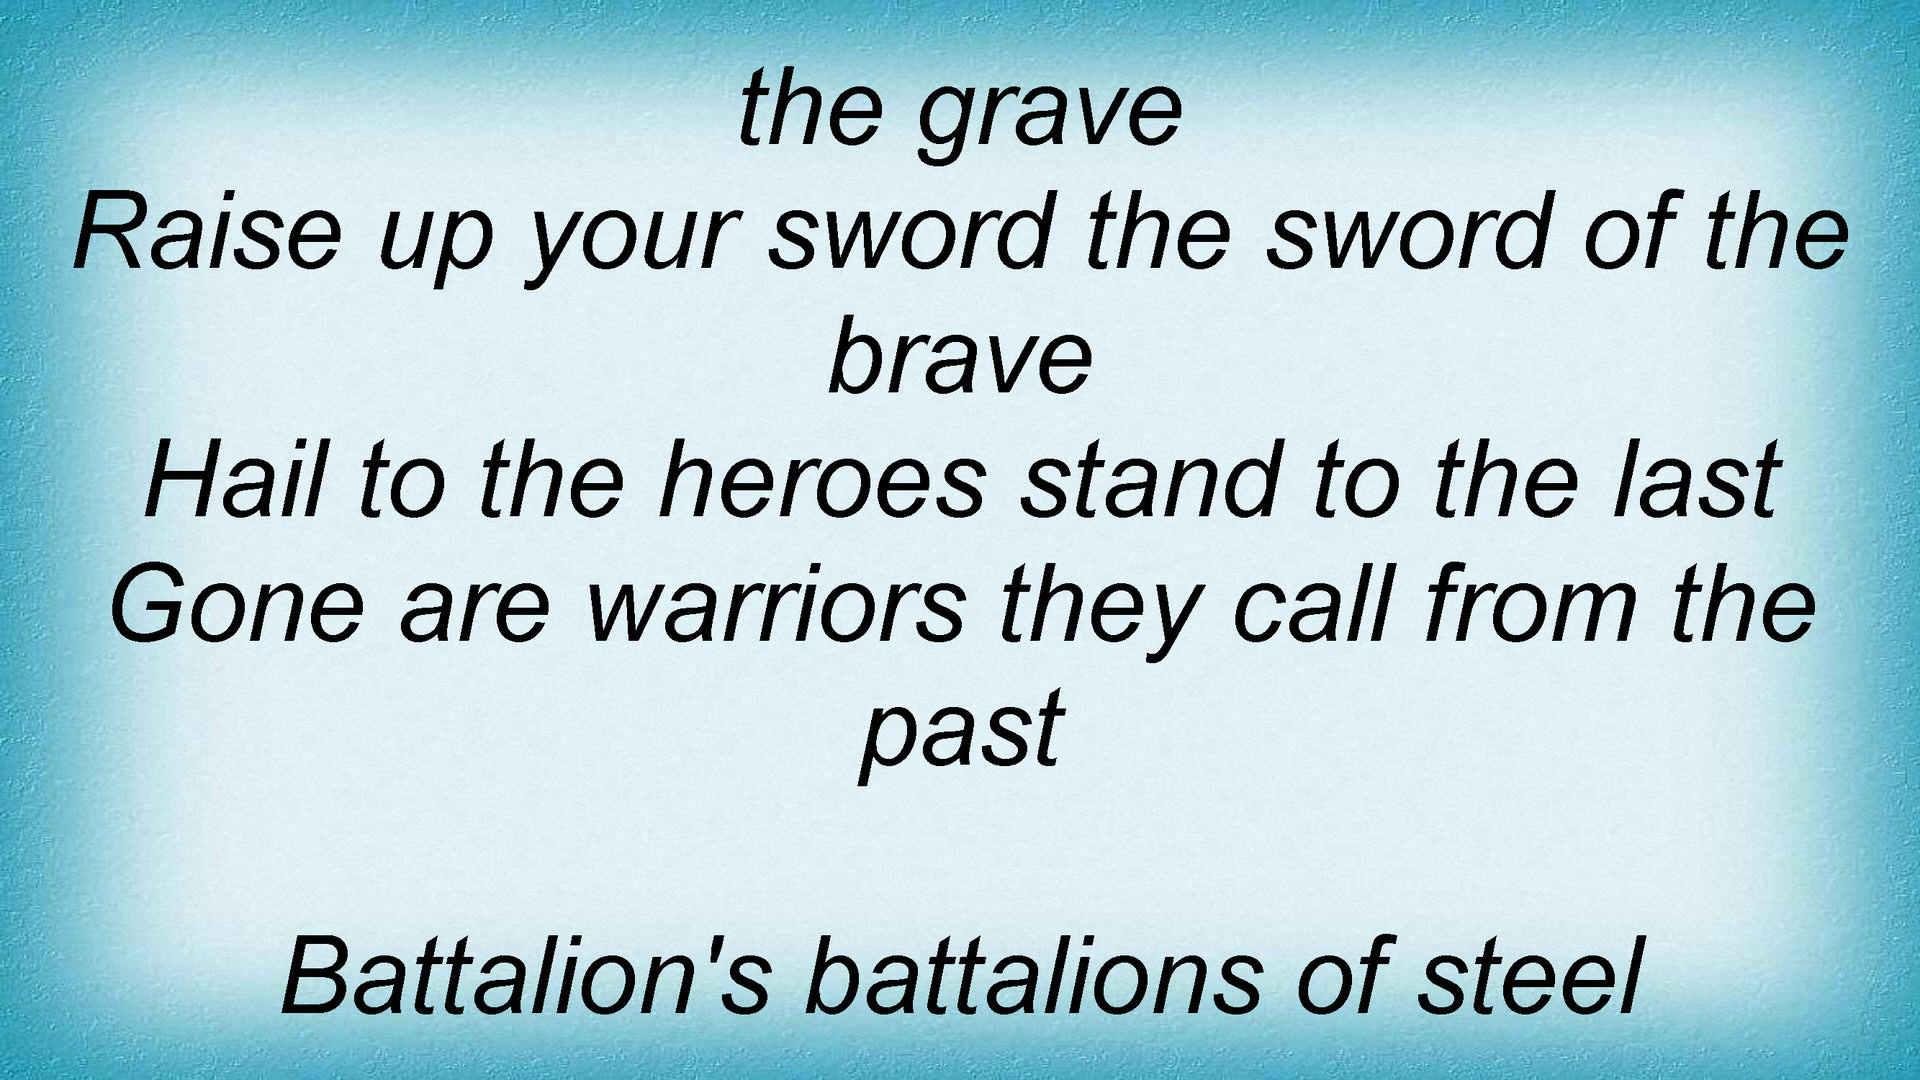 the grave
Raise up your sword the sword of the
brave
Hail to the heroes stand to the last
Gone are warriors they call from the
past
Battalion's battalions of steel